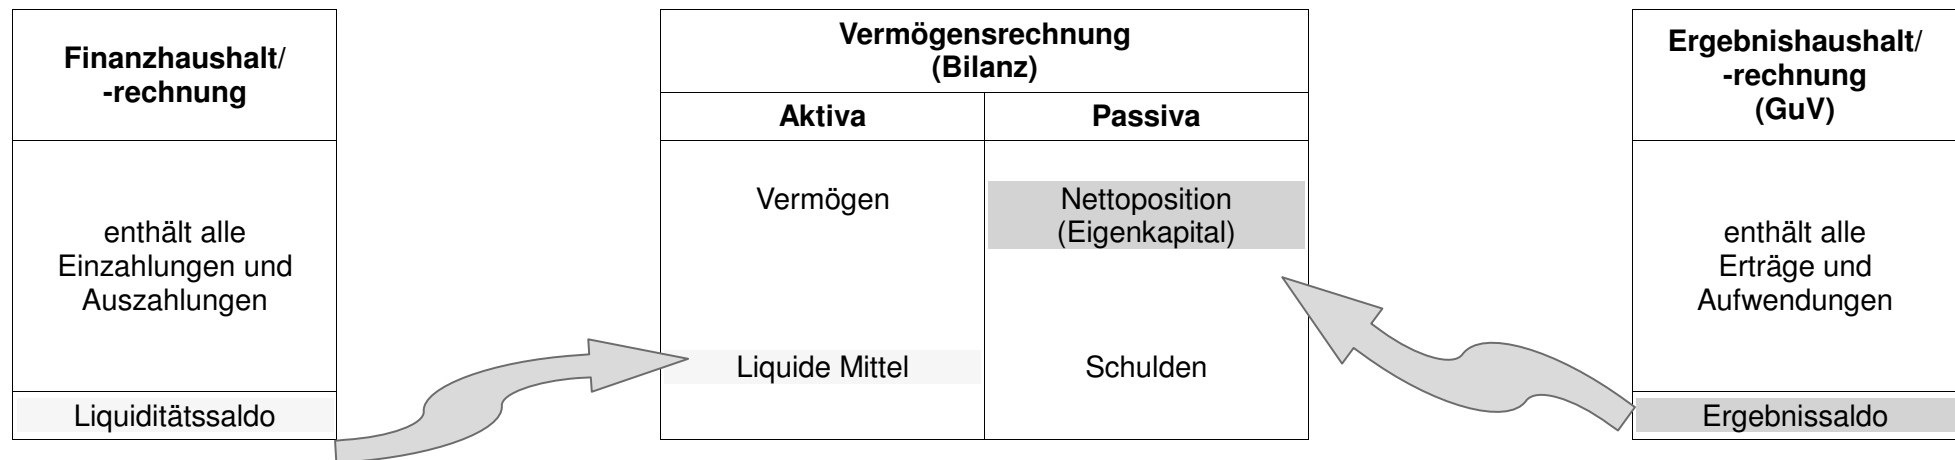 Finanzhaushalt/
-rechnung
enthält alle
Einzahlungen und
Auszahlungen
Liquiditätssaldo
Vermögensrechnung
(Bilanz)
Aktiva
Passiva
Vermögen
Nettoposition
(Eigenkapital)
Liquide Mittel
Schulden
Ergebnishaushalt/
-rechnung
(GuV)
enthält alle
Erträge und
Aufwendungen
Ergebnissaldo